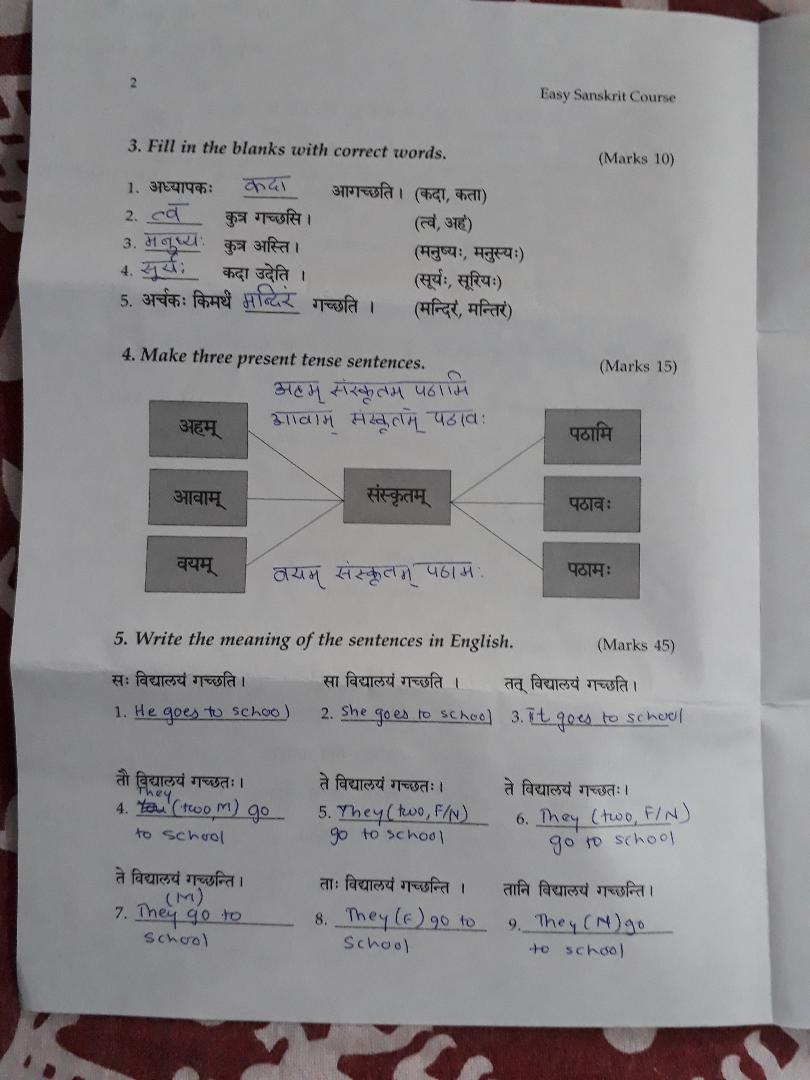 2
Easy Sanskrit Course
3. Fill in the blanks with correct words. (Marks 10)
1. अध्यापकः कदा आगच्छति। (कदा, कता)
2. त्वं कुत्र गच्छसि। (त्वं, अहं)
3. मनुष्यः कुत्र अस्ति। (मनुष्यः, मनुस्यः)
4. सूर्यः कदा उदेति । (सूर्यः, सूरियः)
5. अर्चकः किमर्थं मन्दिरं गच्छति । (मन्दिरं, मन्तिरं)
4. Make three present tense sentences. (Marks 15)
अहम् संस्कृतम् पठामि
आवाम् संस्कृतम् पठावः
अहम् पठामि
आवाम् संस्कृतम् पठावः
वयम् पठामः
वयम् संस्कृतम् पठामः
5. Write the meaning of the sentences in English. (Marks 45)
सः विद्यालयं गच्छति। सा विद्यालयं गच्छति । तत् विद्यालयं गच्छति।
1. He goes to school 2. She goes to school 3. It goes to school
तौ विद्यालयं गच्छतः। ते विद्यालयं गच्छतः। ते विद्यालयं गच्छतः।
They
4. (two, M) go 5. They (two, F/N) 6. They (two, F/N)
to school go to school go to school
ते विद्यालयं गच्छन्ति। ताः विद्यालयं गच्छन्ति । तानि विद्यालयं गच्छन्ति।
(M)
7. They go to 8. They (F) go to 9. They (N) go
school school to school